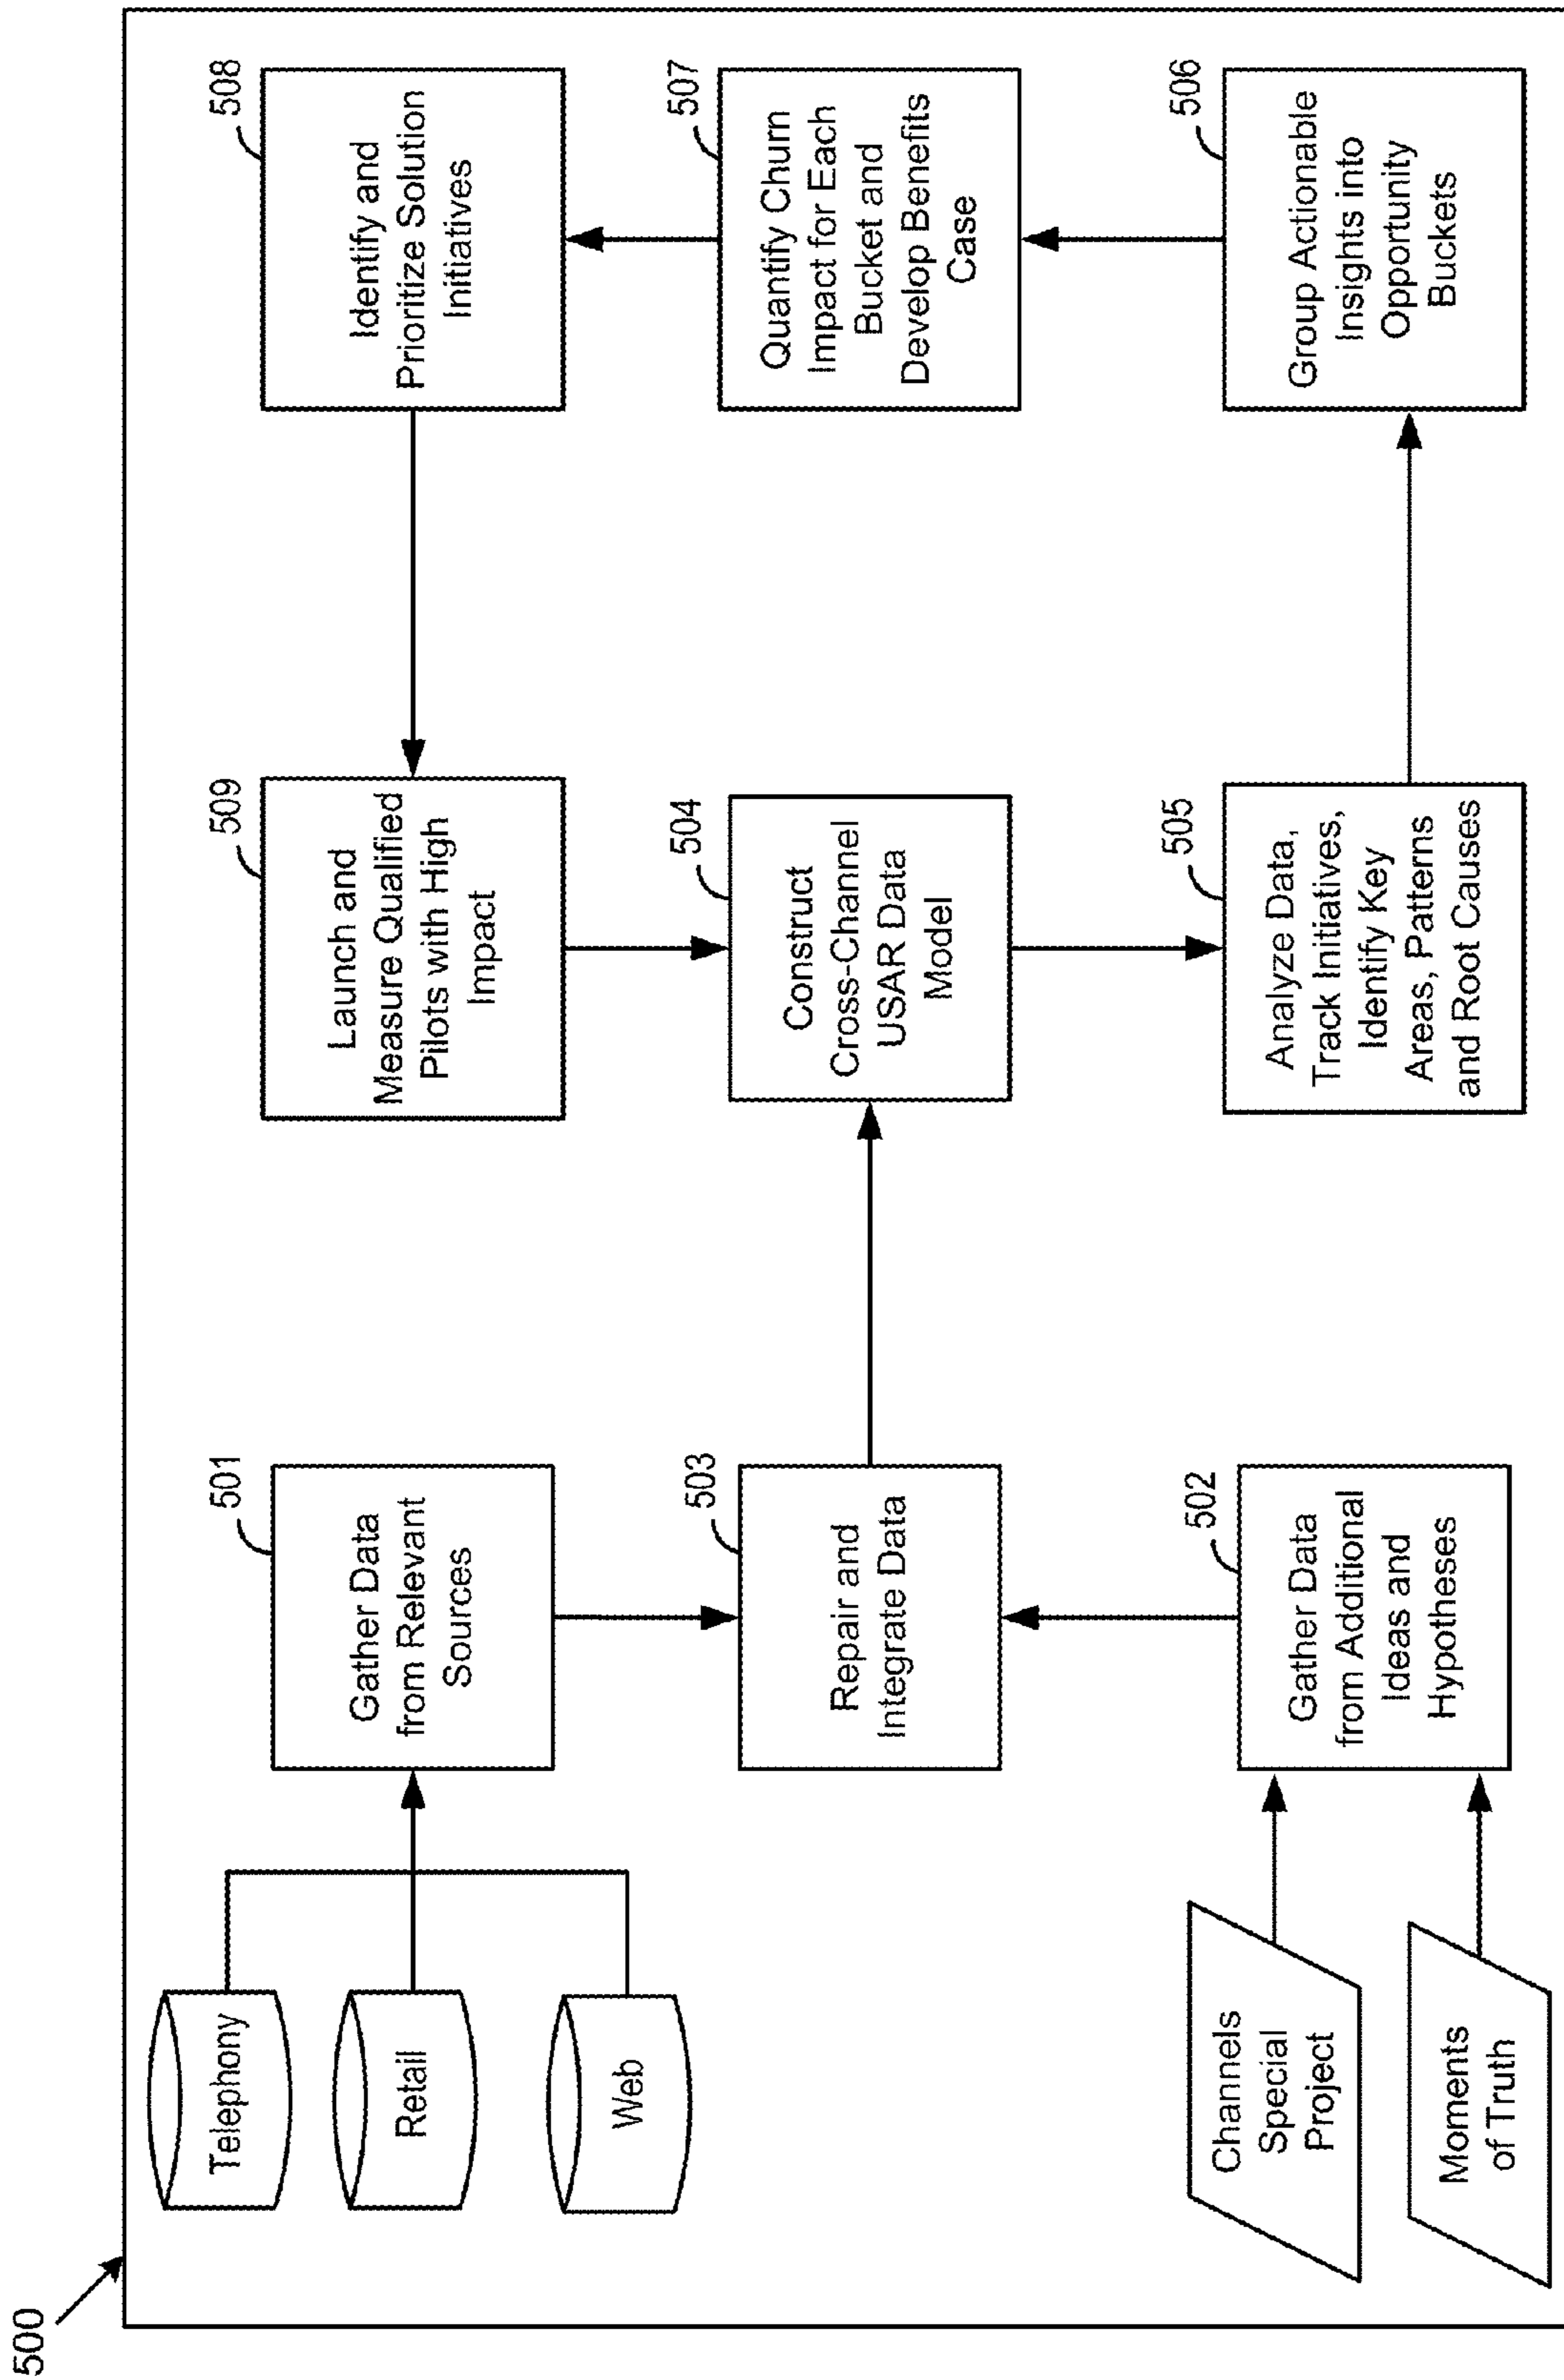 500
Telephony
Retail
Web
501
Gather Data
from Relevant
Sources
509
Launch and
Measure Qualified
Pilots with High
Impact
508
Identify and
Prioritize Solution
Initiatives
503
Repair and
Integrate Data
504
Construct
Cross-Channel
USAR Data
Model
507
Quantify Churn
Impact for Each
Bucket and
Develop Benefits
Case
Channels
Special
Project
Moments
of Truth
502
Gather Data
from Additional
Ideas and
Hypotheses
505
Analyze Data,
Track Initiatives,
Identify Key
Areas, Patterns
and Root Causes
506
Group Actionable
Insights into
Opportunity
Buckets